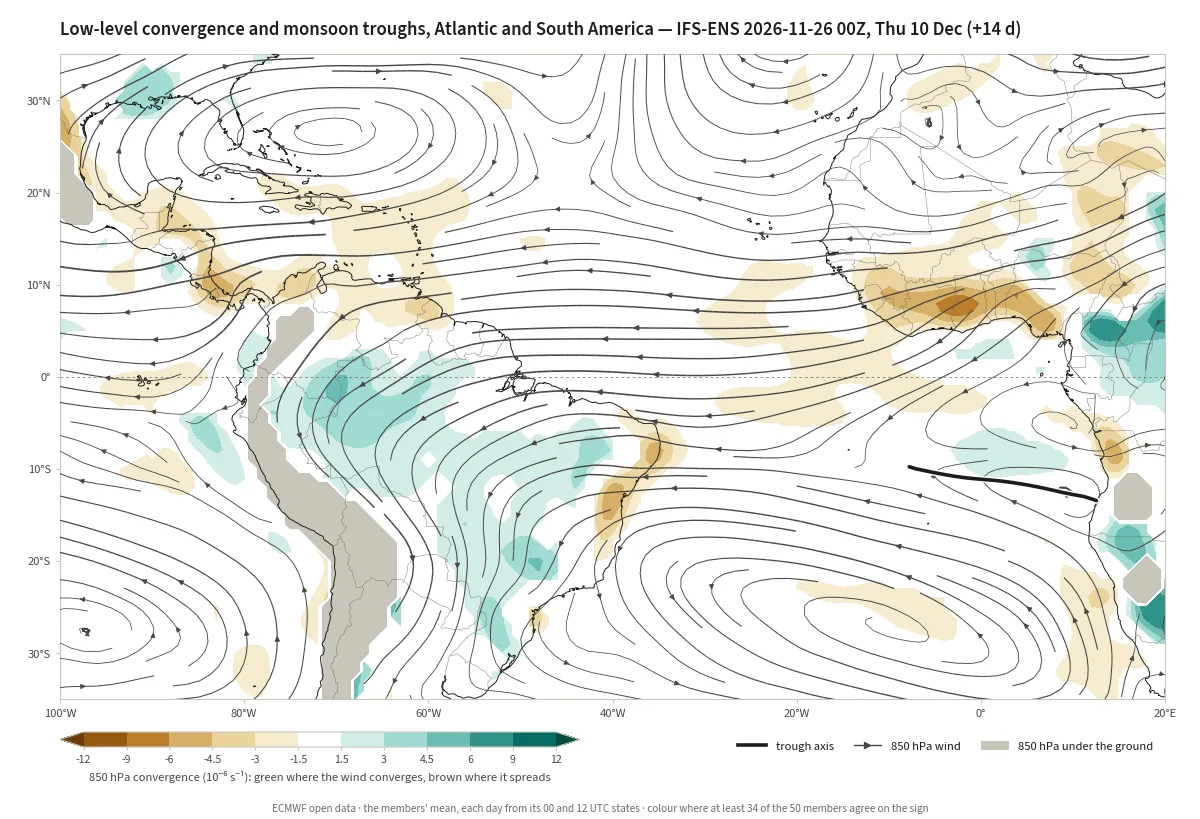 Low-level convergence and monsoon troughs, Atlantic and South America — IFS-ENS 2026-11-26 00Z, Thu 10 Dec (+14 d)
30°N
20°N
10°N
0°
10°S
20°S
30°S
100°W 80°W 60°W 40°W 20°W 0° 20°E
-12 -9 -6 -4.5 -3 -1.5 1.5 3 4.5 6 9 12
850 hPa convergence (10⁻⁶ s⁻¹): green where the wind converges, brown where it spreads
trough axis 850 hPa wind 850 hPa under the ground
ECMWF open data · the members' mean, each day from its 00 and 12 UTC states · colour where at least 34 of the 50 members agree on the sign